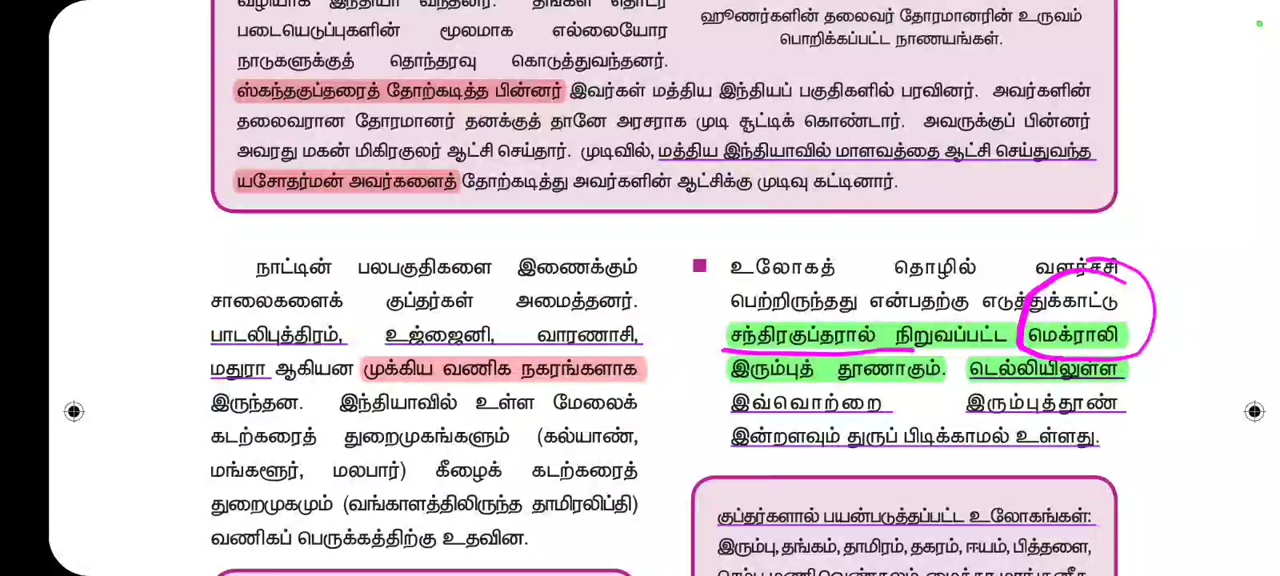 வழியாக இந்தியா வந்தனர். தங்கள் தொடர்
படையெடுப்புகளின் மூலமாக எல்லையோர
நாடுகளுக்குத் தொந்தரவு கொடுத்துவந்தனர்.
ஹூணர்களின் தலைவர் தோரமானரின் உருவம்
பொறிக்கப்பட்ட நாணயங்கள்.
ஸ்கந்தகுப்தரைத் தோற்கடித்த பின்னர் இவர்கள் மத்திய இந்தியப் பகுதிகளில் பரவினர். அவர்களின்
தலைவரான தோரமானர் தனக்குத் தானே அரசராக முடி சூட்டிக் கொண்டார். அவருக்குப் பின்னர்
அவரது மகன் மிகிரகுலர் ஆட்சி செய்தார். முடிவில், மத்திய இந்தியாவில் மாளவத்தை ஆட்சி செய்துவந்த
யசோதர்மன் அவர்களைத் தோற்கடித்து அவர்களின் ஆட்சிக்கு முடிவு கட்டினார்.
நாட்டின் பலபகுதிகளை இணைக்கும்
சாலைகளைக் குப்தர்கள் அமைத்தனர்.
பாடலிபுத்திரம், உஜ்ஜைனி, வாரணாசி,
மதுரா ஆகியன முக்கிய வணிக நகரங்களாக
இருந்தன. இந்தியாவில் உள்ள மேலைக்
கடற்கரைத் துறைமுகங்களும் (கல்யாண்,
மங்களூர், மலபார்) கீழைக் கடற்கரைத்
துறைமுகமும் (வங்காளத்திலிருந்த தாமிரலிப்தி)
வணிகப் பெருக்கத்திற்கு உதவின.
■ உலோகத் தொழில் வளர்ச்சி
பெற்றிருந்தது என்பதற்கு எடுத்துக்காட்டு
சந்திரகுப்தரால் நிறுவப்பட்ட மெக்ராலி
இரும்புத் தூணாகும். டெல்லியிலுள்ள
இவ்வொற்றை இரும்புத்தூண்
இன்றளவும் துருப் பிடிக்காமல் உள்ளது.
குப்தர்களால் பயன்படுத்தப்பட்ட உலோகங்கள்:
இரும்பு, தங்கம், தாமிரம், தகரம், ஈயம், பித்தளை,